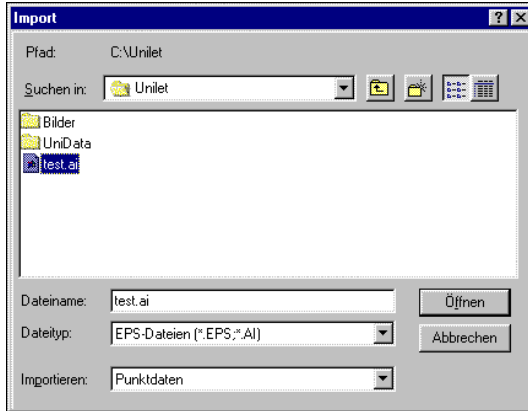 Import
Pfad: C:\Unilet
Suchen in: Unilet
Bilder
UniData
test.ai
Dateiname: test.ai Öffnen
Dateityp: EPS-Dateien (*.EPS;*.AI) Abbrechen
Importieren: Punktdaten